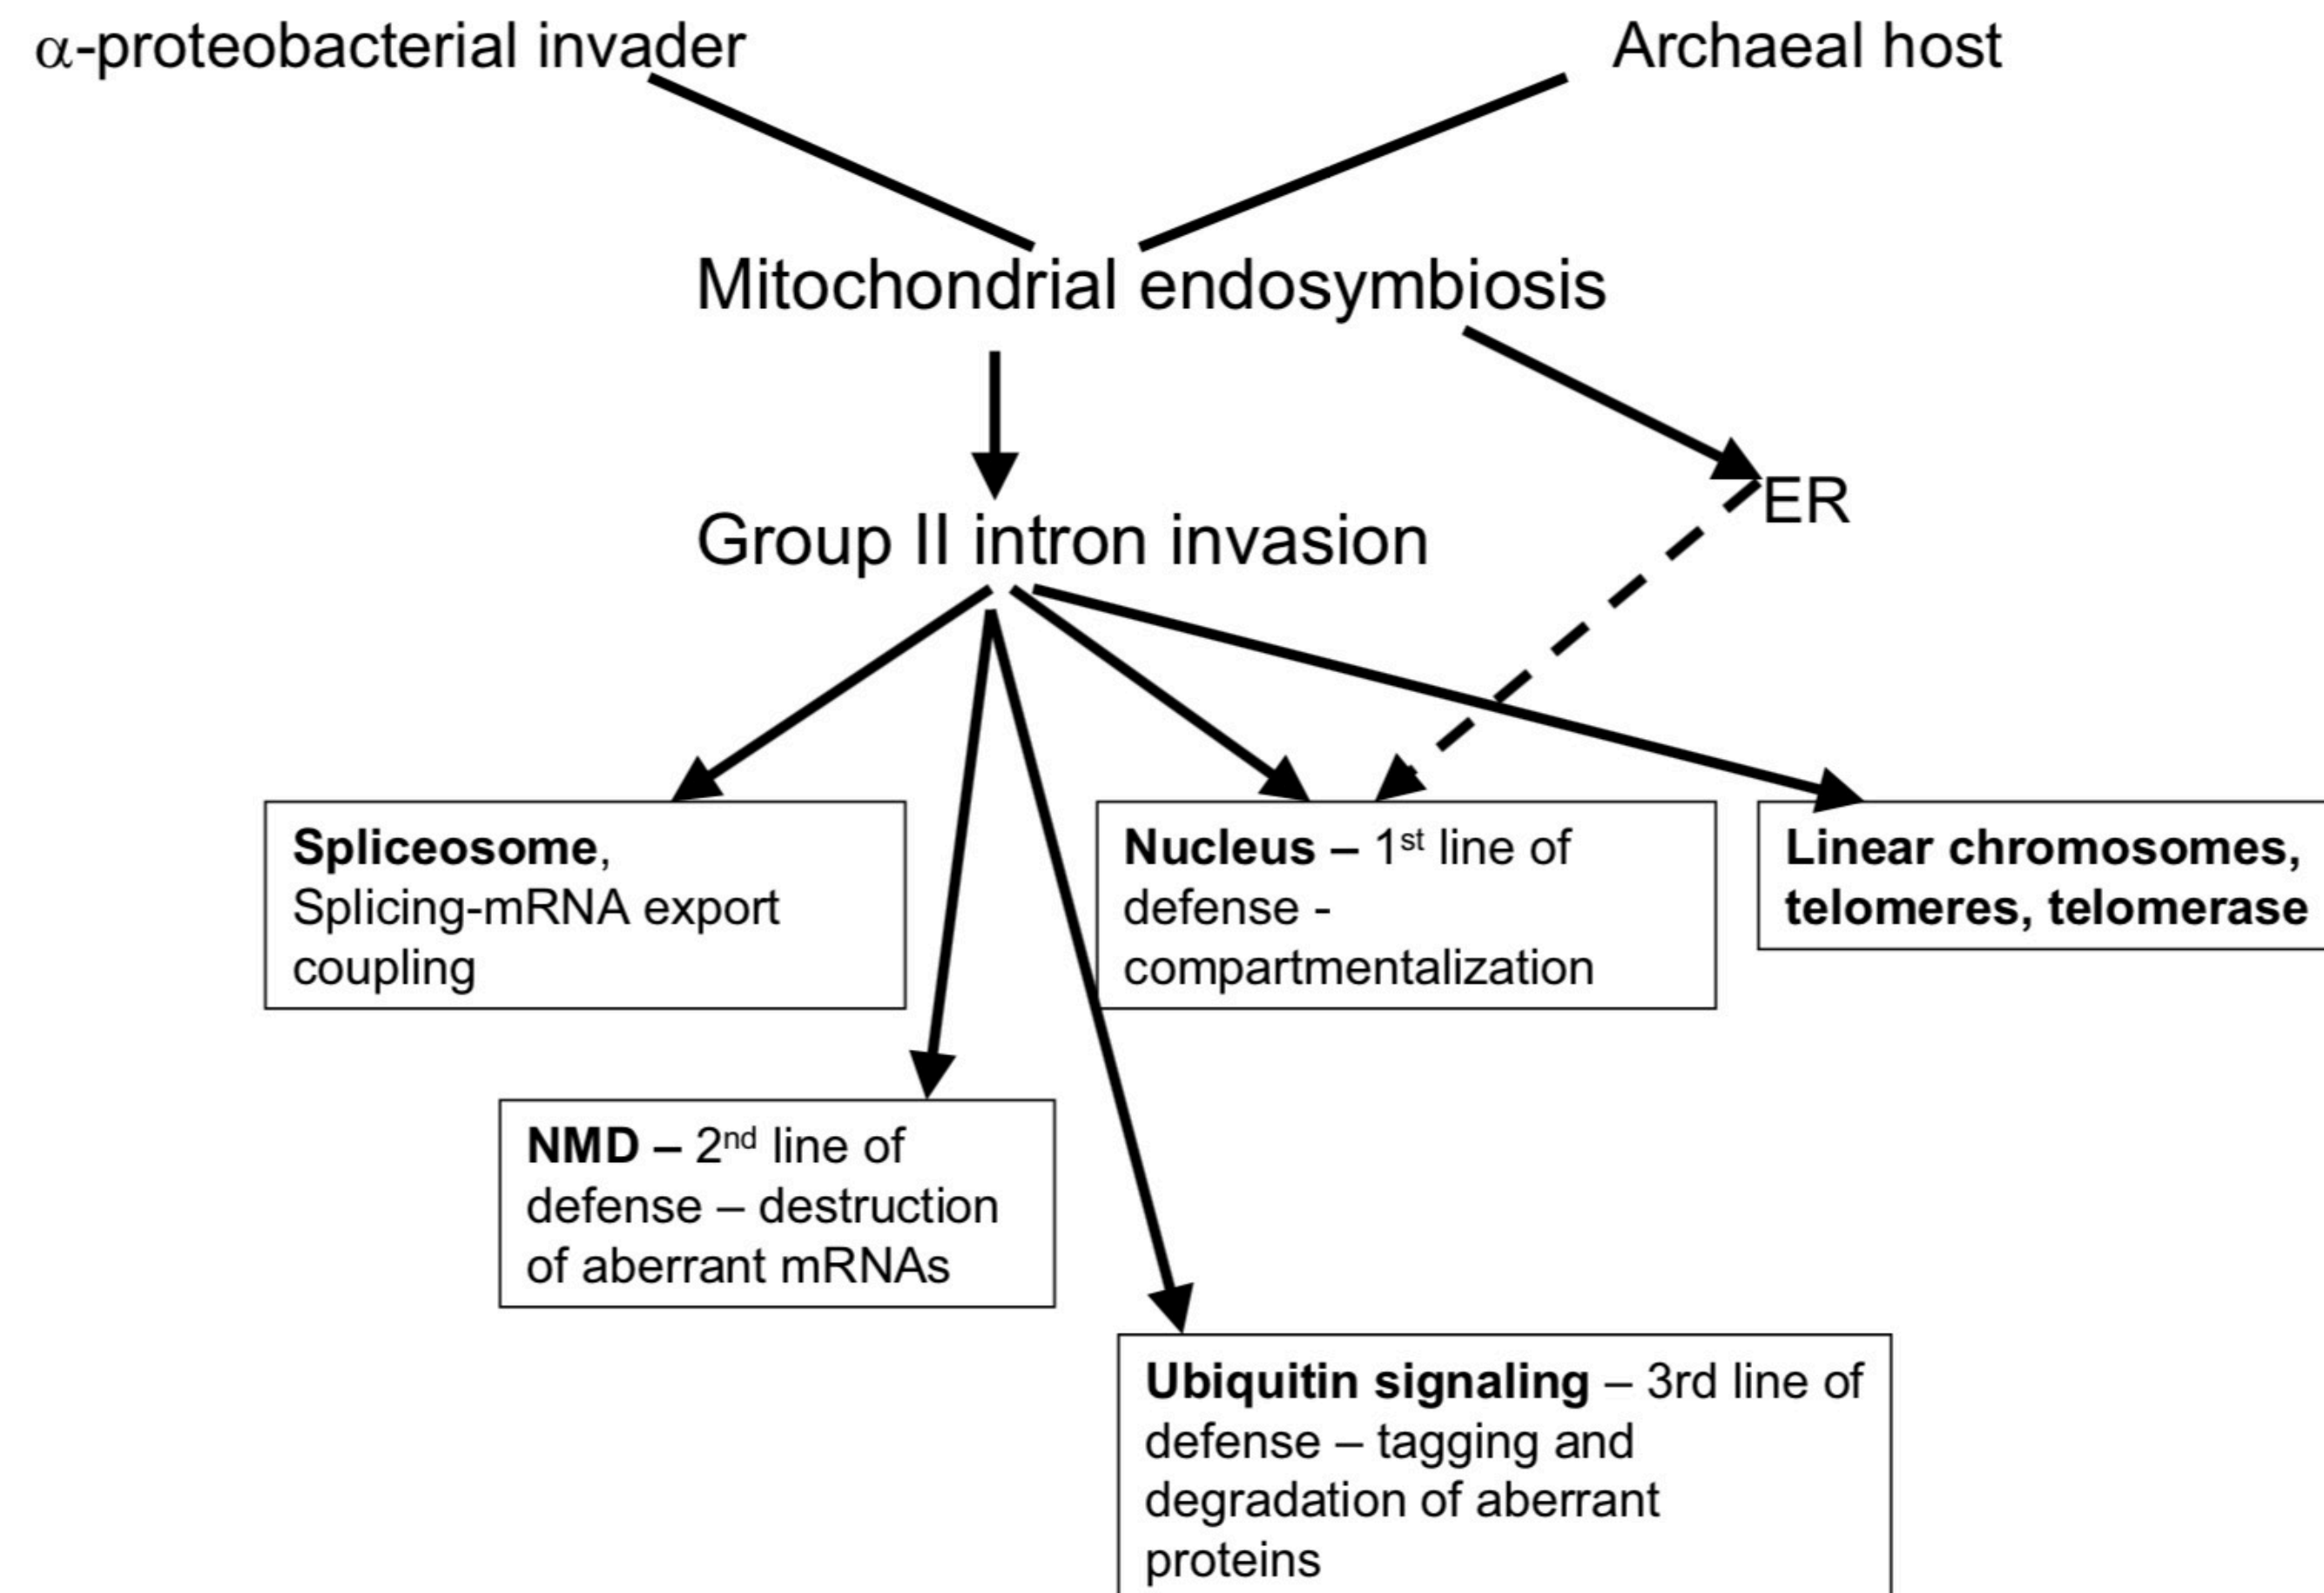 α-proteobacterial invader
Archaeal host
Mitochondrial endosymbiosis
ER
Group II intron invasion
Spliceosome,
Splicing-mRNA export
coupling
Nucleus – 1st line of
defense -
compartmentalization
Linear chromosomes,
telomeres, telomerase
NMD – 2nd line of
defense – destruction
of aberrant mRNAs
Ubiquitin signaling – 3rd line of
defense – tagging and
degradation of aberrant
proteins